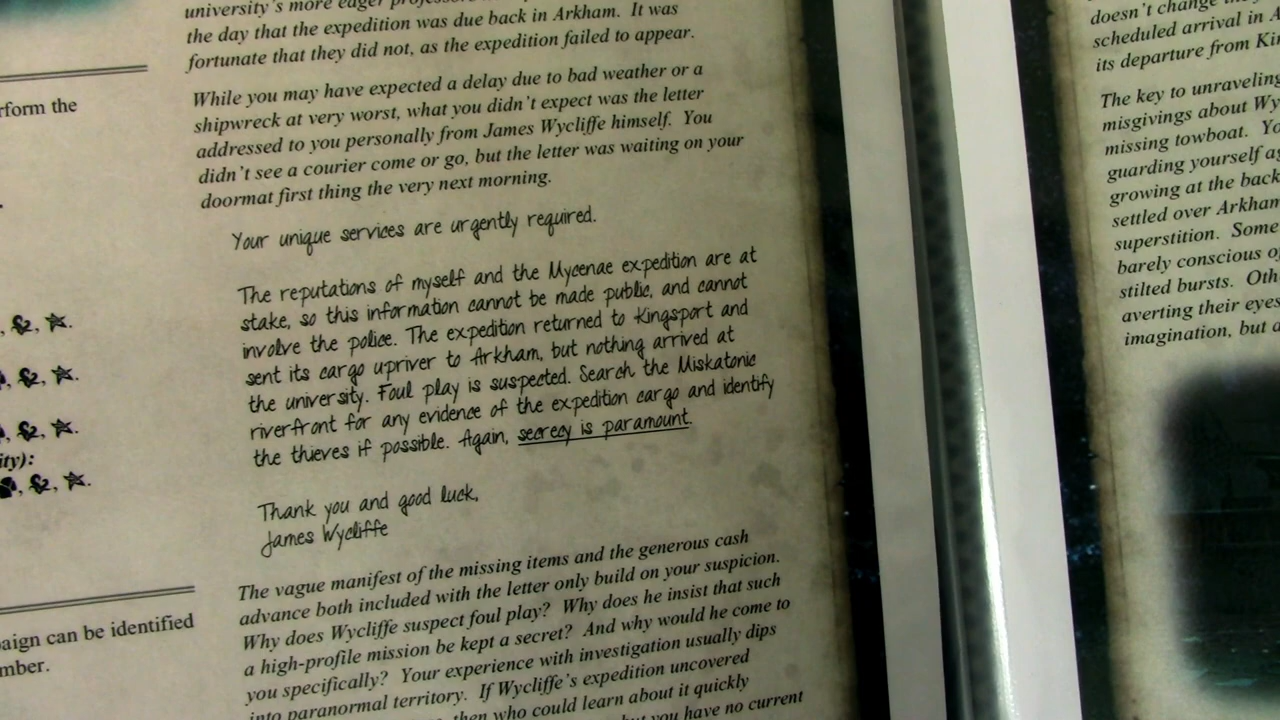 university's more eager
the day that the expedition was due back in Arkham. It was
fortunate that they did not, as the expedition failed to appear.
While you may have expected a delay due to bad weather or a
shipwreck at very worst, what you didn't expect was the letter
addressed to you personally from James Wycliffe himself. You
didn't see a courier come or go, but the letter was waiting on your
doormat first thing the very next morning.
Your unique services are urgently required.
The reputations of myself and the Mycenae expedition are at
stake, so this information cannot be made public, and cannot
involve the police. The expedition returned to Kingsport and
sent its cargo upriver to Arkham, but nothing arrived at
the university. Foul play is suspected. Search the Miskatonic
riverfront for any evidence of the expedition cargo and identify
the thieves if possible. Again, secrecy is paramount.
Thank you and good luck,
James Wycliffe
The vague manifest of the missing items and the generous cash
advance both included with the letter only build on your suspicion.
Why does Wycliffe suspect foul play? Why does he insist that such
a high-profile mission be kept a secret? And why would he come to
you specifically? Your experience with investigation usually dips
into paranormal territory. If Wycliffe's expedition uncovered
then who could learn about it quickly
but you have no current
rform the
ity):
paign can be identified
mber.
doesn't change
scheduled arrival in A
its departure from Kin
The key to unraveling
misgivings about Wy
missing towboat. Yo
guarding yourself ag
growing at the back
settled over Arkham
superstition. Some
barely conscious of
stilted bursts. Oth
averting their eyes
imagination, but a